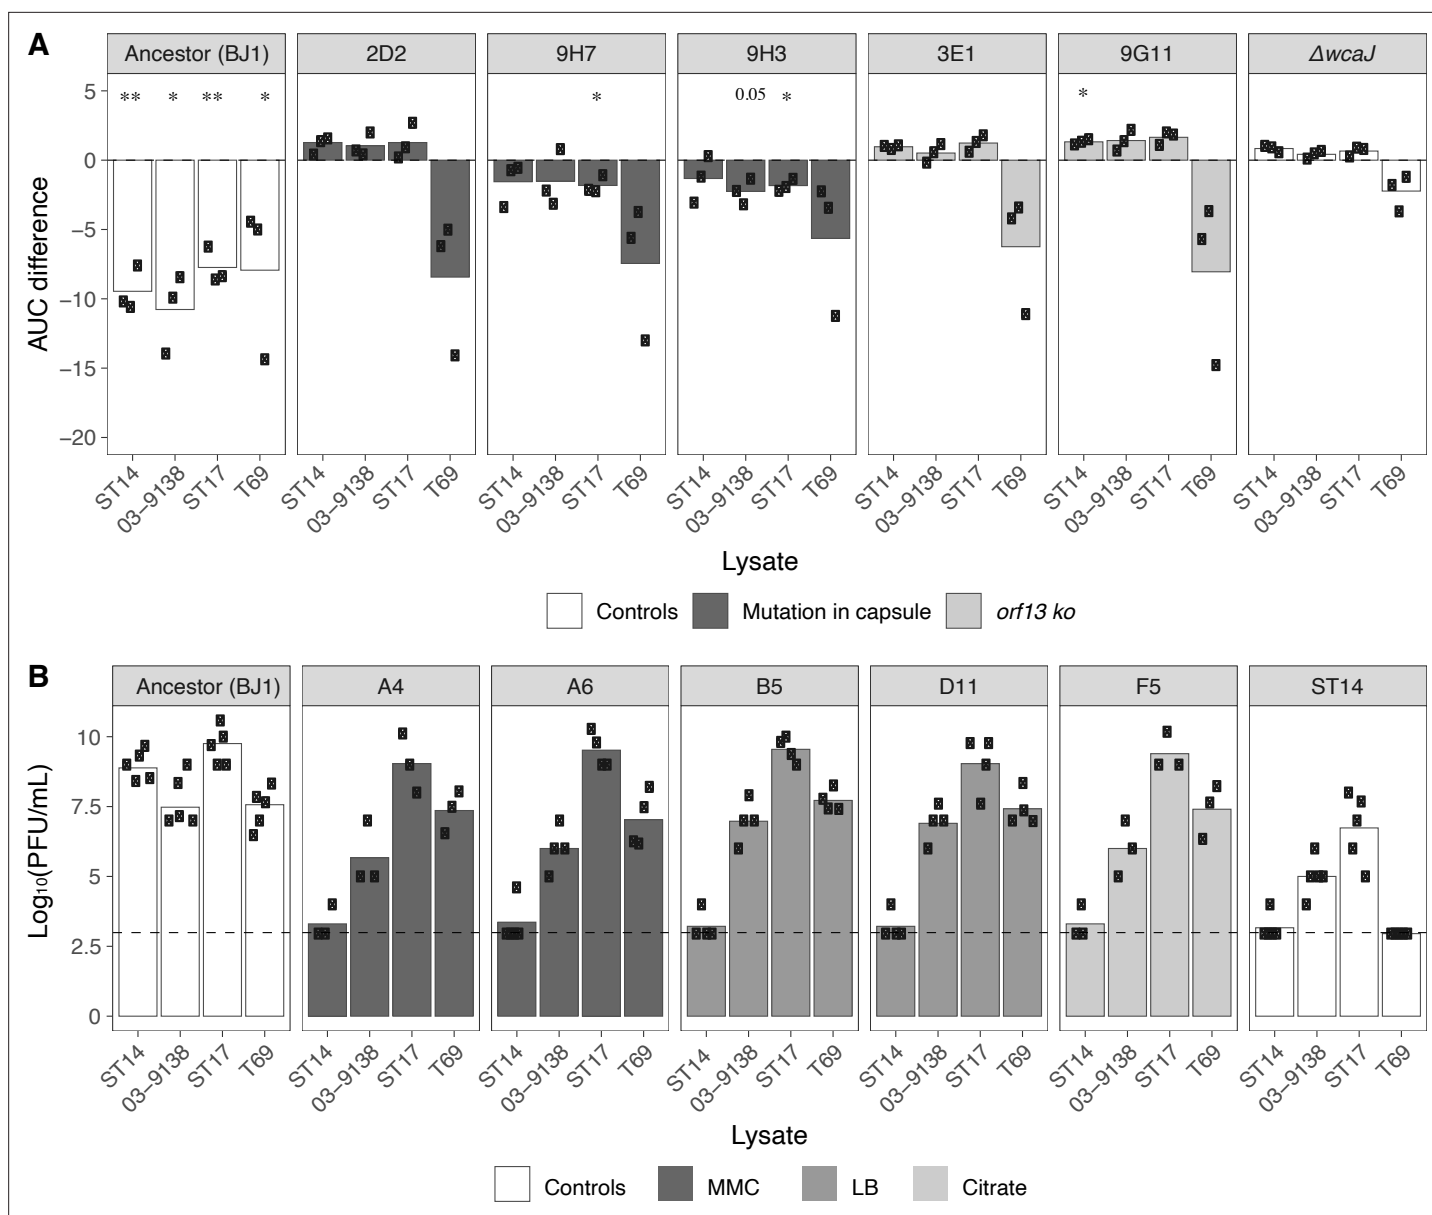 A
Ancestor (BJ1) 2D2 9H7 9H3 3E1 9G11 ΔwcaJ
** * ** * * 0.05 * *
AUC difference
5
0
−5
−10
−15
−20
ST14 03−9138 ST17 T69 ST14 03−9138 ST17 T69 ST14 03−9138 ST17 T69 ST14 03−9138 ST17 T69 ST14 03−9138 ST17 T69 ST14 03−9138 ST17 T69 ST14 03−9138 ST17 T69
Lysate
Controls Mutation in capsule orf13 ko
B
Ancestor (BJ1) A4 A6 B5 D11 F5 ST14
Log₁₀(PFU/mL)
10
7.5
5
2.5
0
ST14 03−9138 ST17 T69 ST14 03−9138 ST17 T69 ST14 03−9138 ST17 T69 ST14 03−9138 ST17 T69 ST14 03−9138 ST17 T69 ST14 03−9138 ST17 T69 ST14 03−9138 ST17 T69
Lysate
Controls MMC LB Citrate